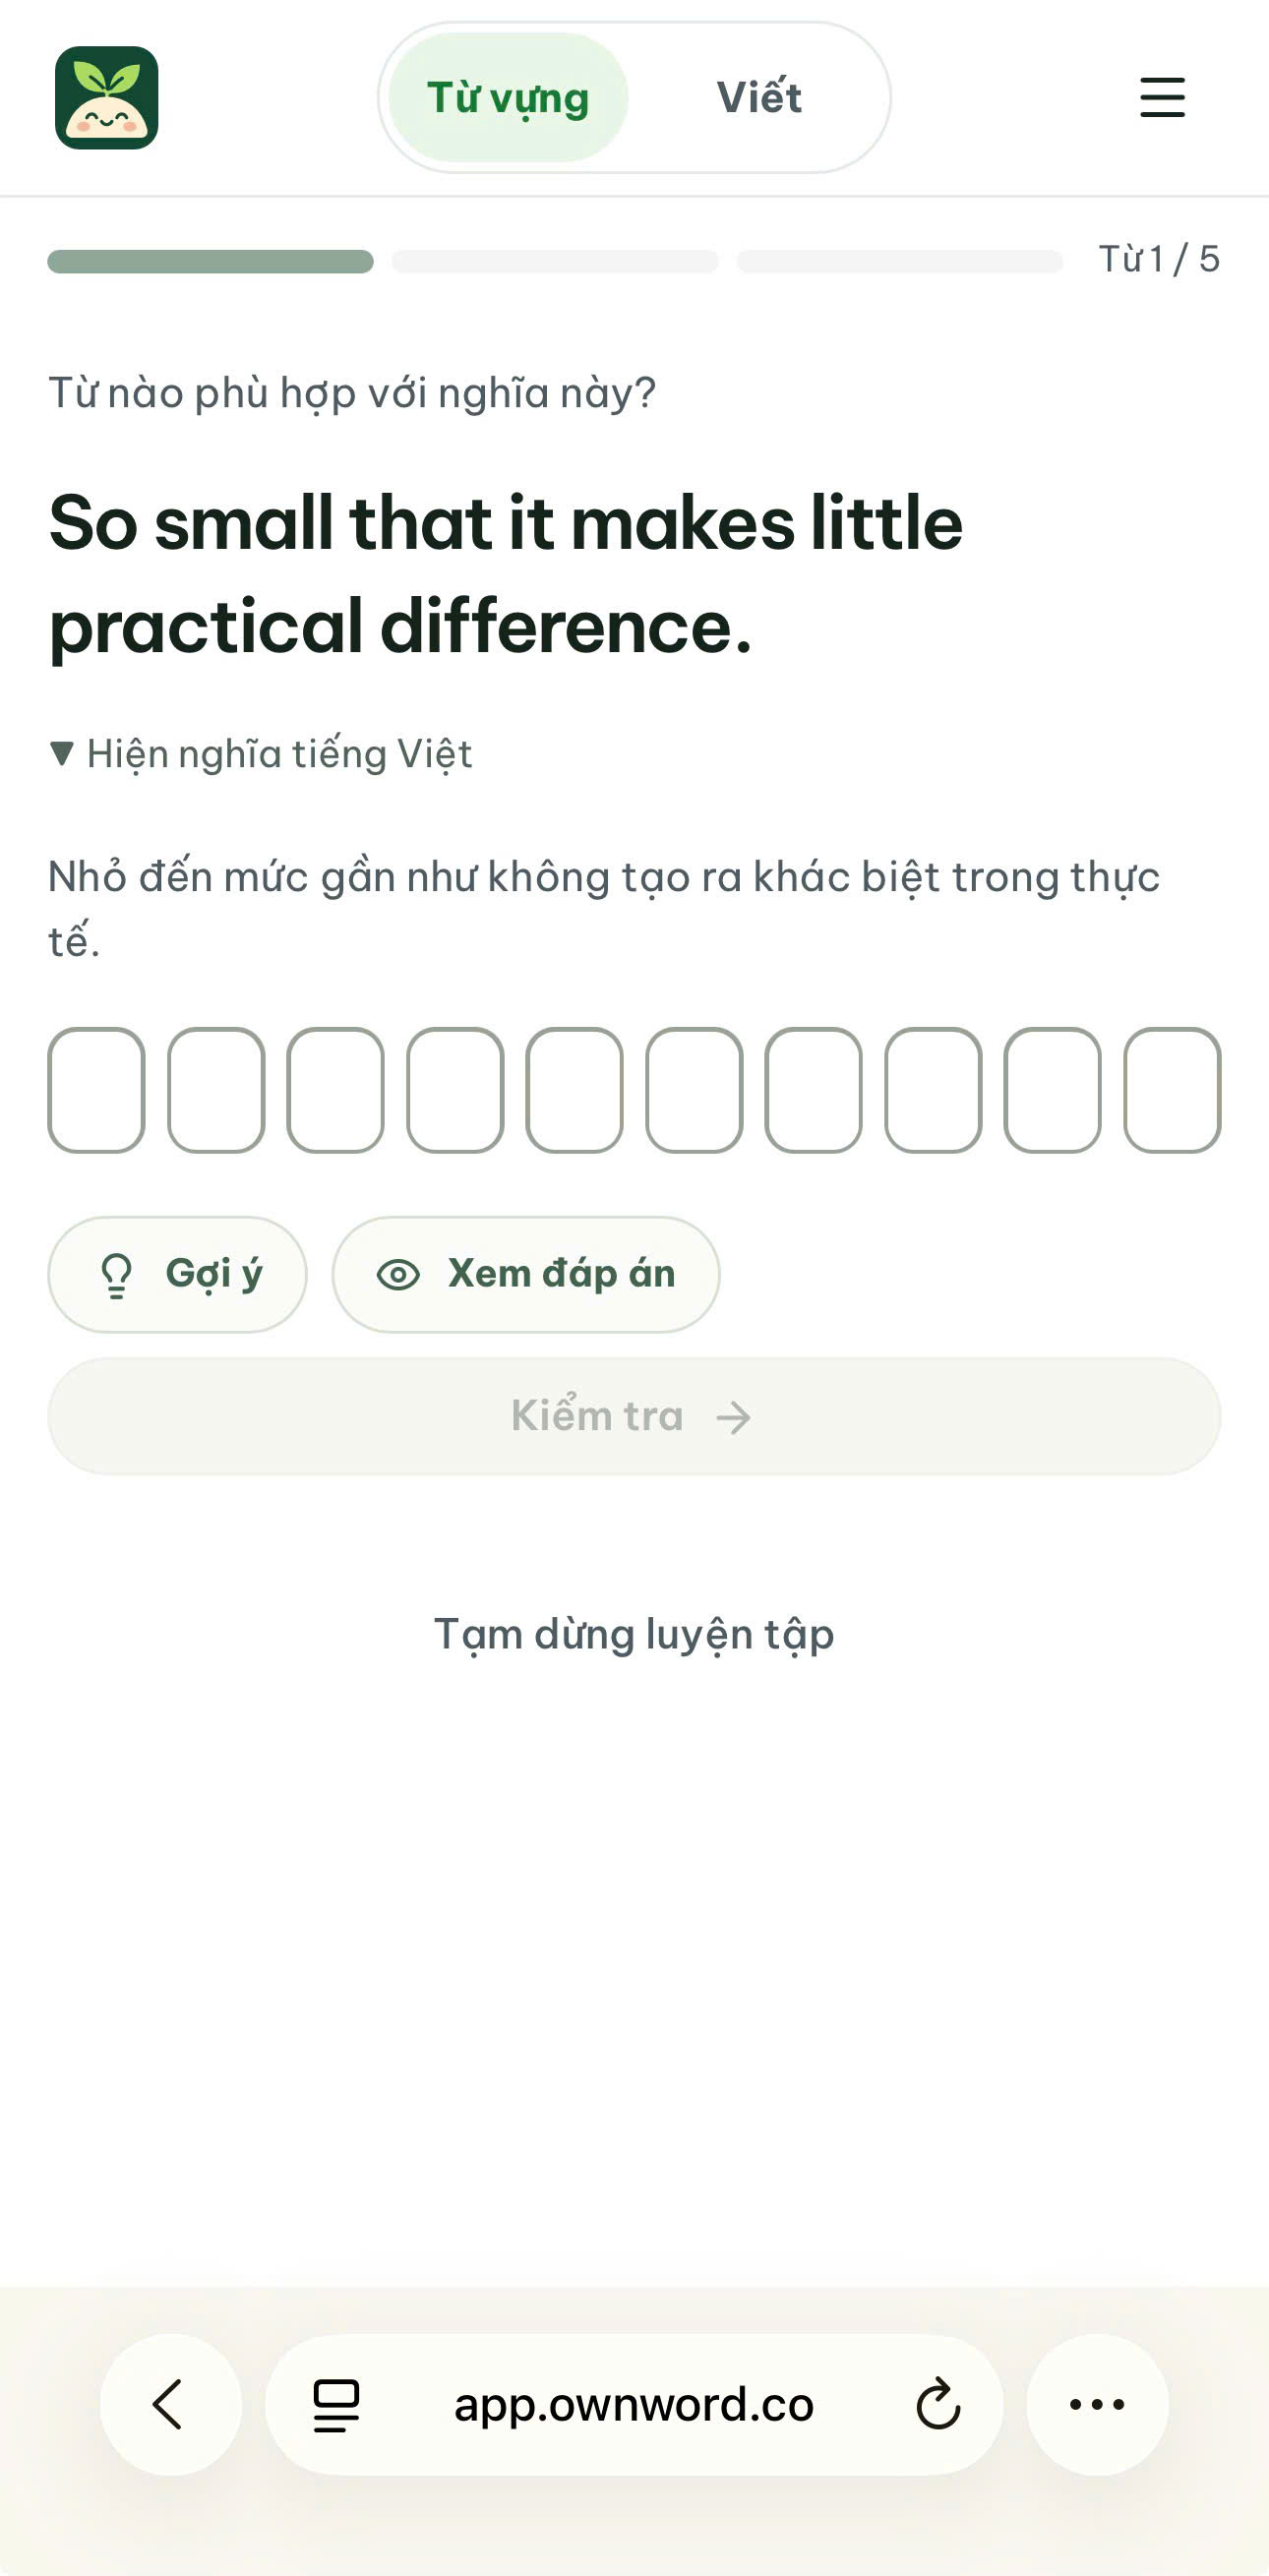 Từ vựng
Viết
Từ 1 / 5
Từ nào phù hợp với nghĩa này?
So small that it makes little
practical difference.
Hiện nghĩa tiếng Việt
Nhỏ đến mức gần như không tạo ra khác biệt trong thực
tế.
Gợi ý
Xem đáp án
Kiểm tra
Tạm dừng luyện tập
app.ownword.co